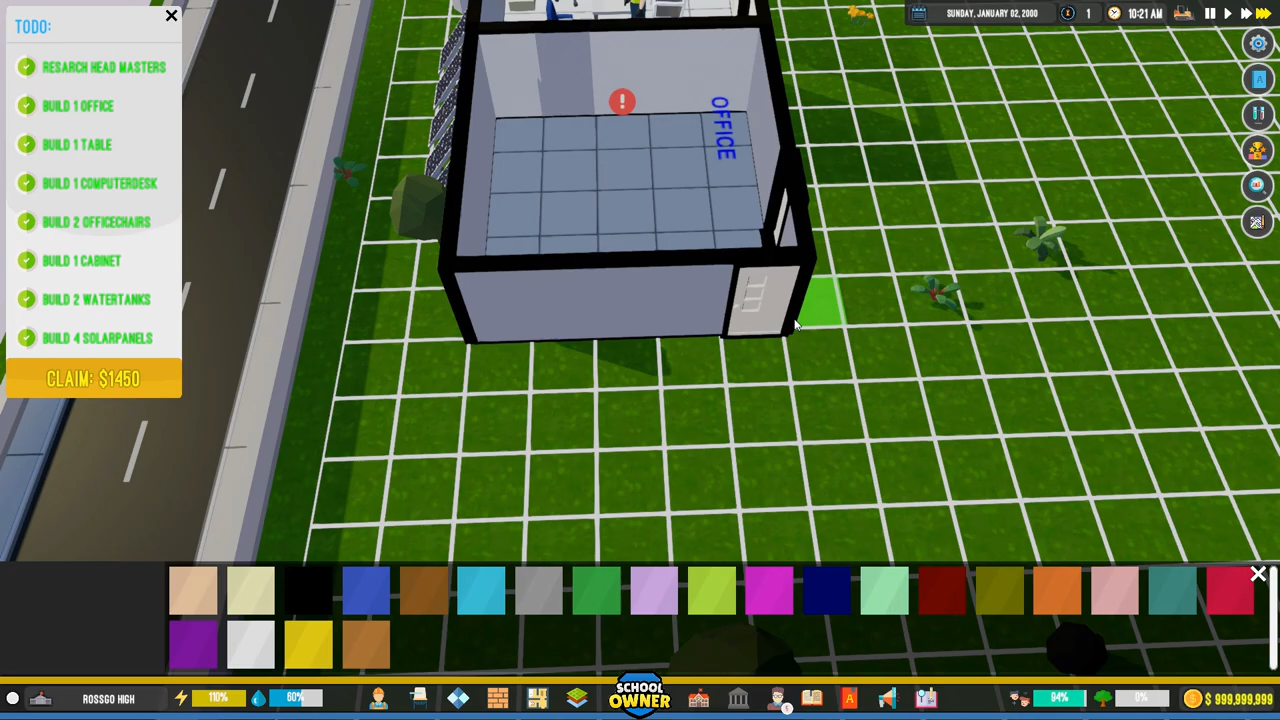 TODO:
RESARCH HEAD MASTERS
BUILD 1 OFFICE
BUILD 1 TABLE
BUILD 1 COMPUTERDESK
BUILD 2 OFFICECHAIRS
BUILD 1 CABINET
BUILD 2 WATERTANKS
BUILD 4 SOLARPANELS
CLAIM: $1450
SUNDAY, JANUARY 02, 2000
1
10:21 AM
OFFICE
ROSSGO HIGH
110%
60%
SCHOOL
OWNER
5
94%
0%
$ 999,999,999